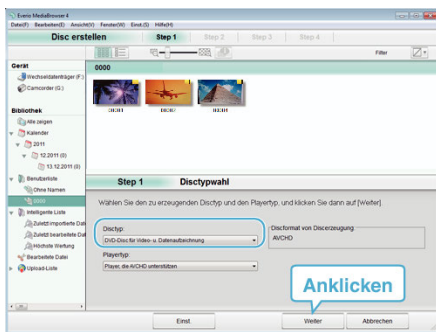 Everio MediaBrowser 4
Datei(F) Bearbeiten(E) Ansicht(V) Fenster(W) Einst.(S) Hilfe(H)
Disc erstellen Step 1 Step 2 Step 3 Step 4
Filter
Gerät
Wechseldatenträger (F:)
Camcorder (G:)
Bibliothek
Alle zeigen
Kalender
2011
12.2011 (0)
13.12.2011 (0)
Benutzerliste
Ohne Namen
0000
Intelligente Liste
Zuletzt importierte Dat
Zuletzt bearbeitete Dat
Höchste Wertung
Bearbeitete Datei
Upload-Liste
0000
Step 1 Disctypwahl
Wählen Sie den zu erzeugenden Disctyp und den Playertyp, und klicken Sie dann auf [Weiter].
Disctyp:
DVD-Disc für Video- u. Datenaufzeichnung
Discformat von Discerzeugung:
AVCHD
Playertyp:
Player, die AVCHD unterstützen
Anklicken
Einst.
Weiter
Abbrechen